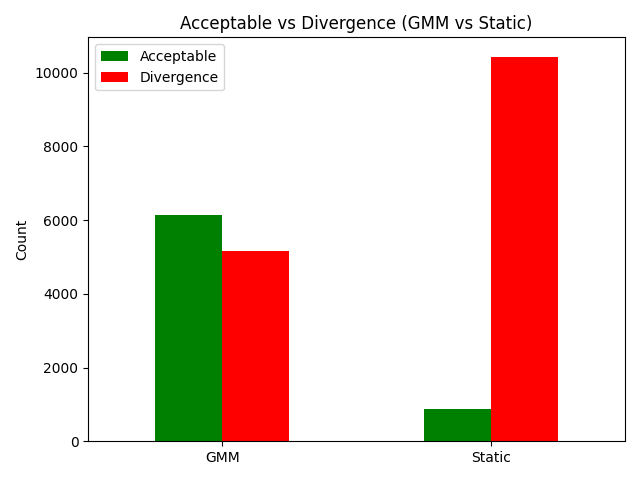 Acceptable vs Divergence (GMM vs Static)
Acceptable
Divergence
Count
10000
8000
6000
4000
2000
0
GMM
Static